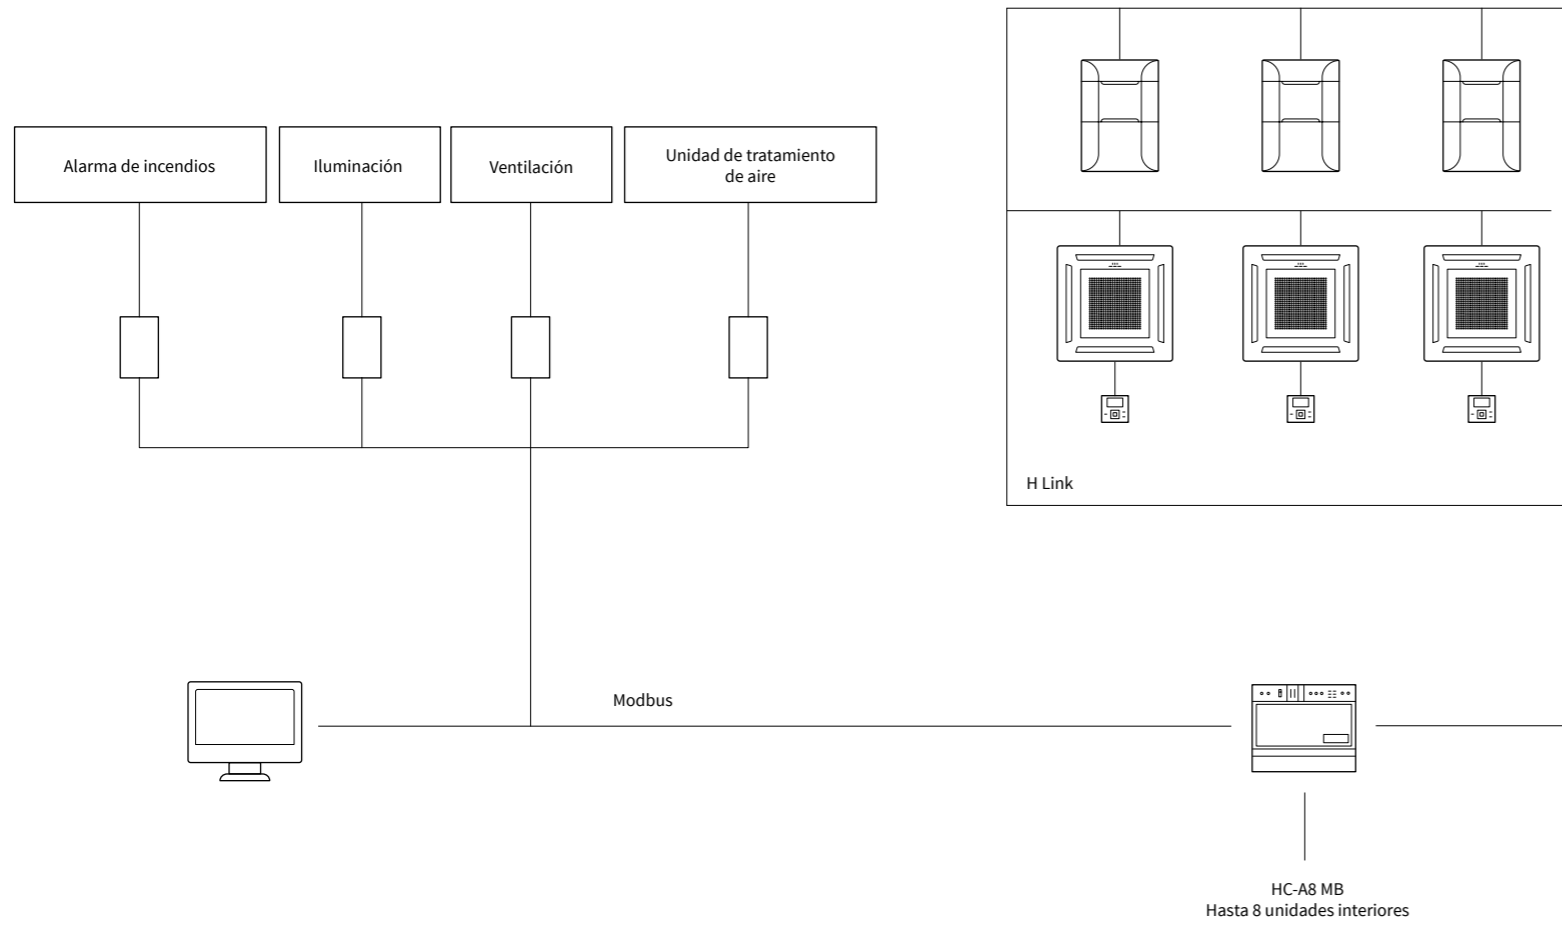 Alarma de incendios
Iluminación
Ventilación
Unidad de tratamiento
de aire
H Link
Modbus
HC-A8 MB
Hasta 8 unidades interiores